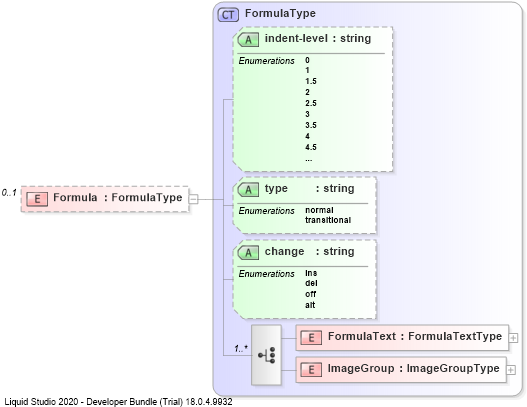 CT FormulaType
A indent-level : string
Enumerations 0
1
1.5
2
2.5
3
3.5
4
4.5
...
0..1
E Formula : FormulaType
A type : string
Enumerations normal
transitional
A change : string
Enumerations ins
del
off
alt
1..*
E FormulaText : FormulaTextType
E ImageGroup : ImageGroupType
Liquid Studio 2020 - Developer Bundle (Trial) 18.0.4.9932